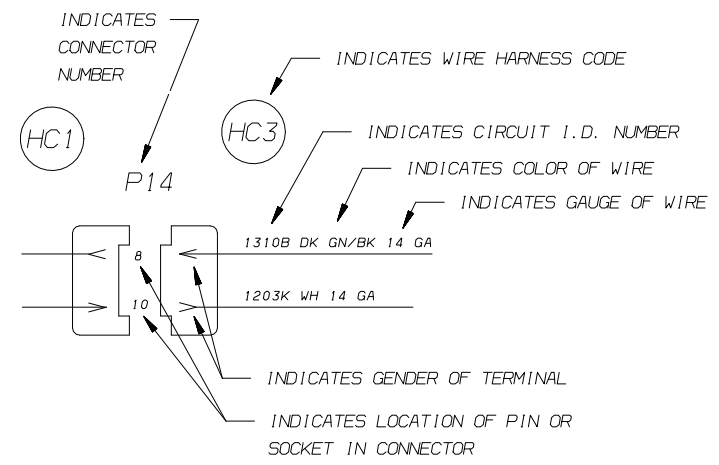 INDICATES
CONNECTOR
NUMBER
INDICATES WIRE HARNESS CODE
HC1
HC3
INDICATES CIRCUIT I.D. NUMBER
INDICATES COLOR OF WIRE
P14
INDICATES GAUGE OF WIRE
1310B DK GN/BK 14 GA
8
1203K WH 14 GA
10
INDICATES GENDER OF TERMINAL
INDICATES LOCATION OF PIN OR
SOCKET IN CONNECTOR